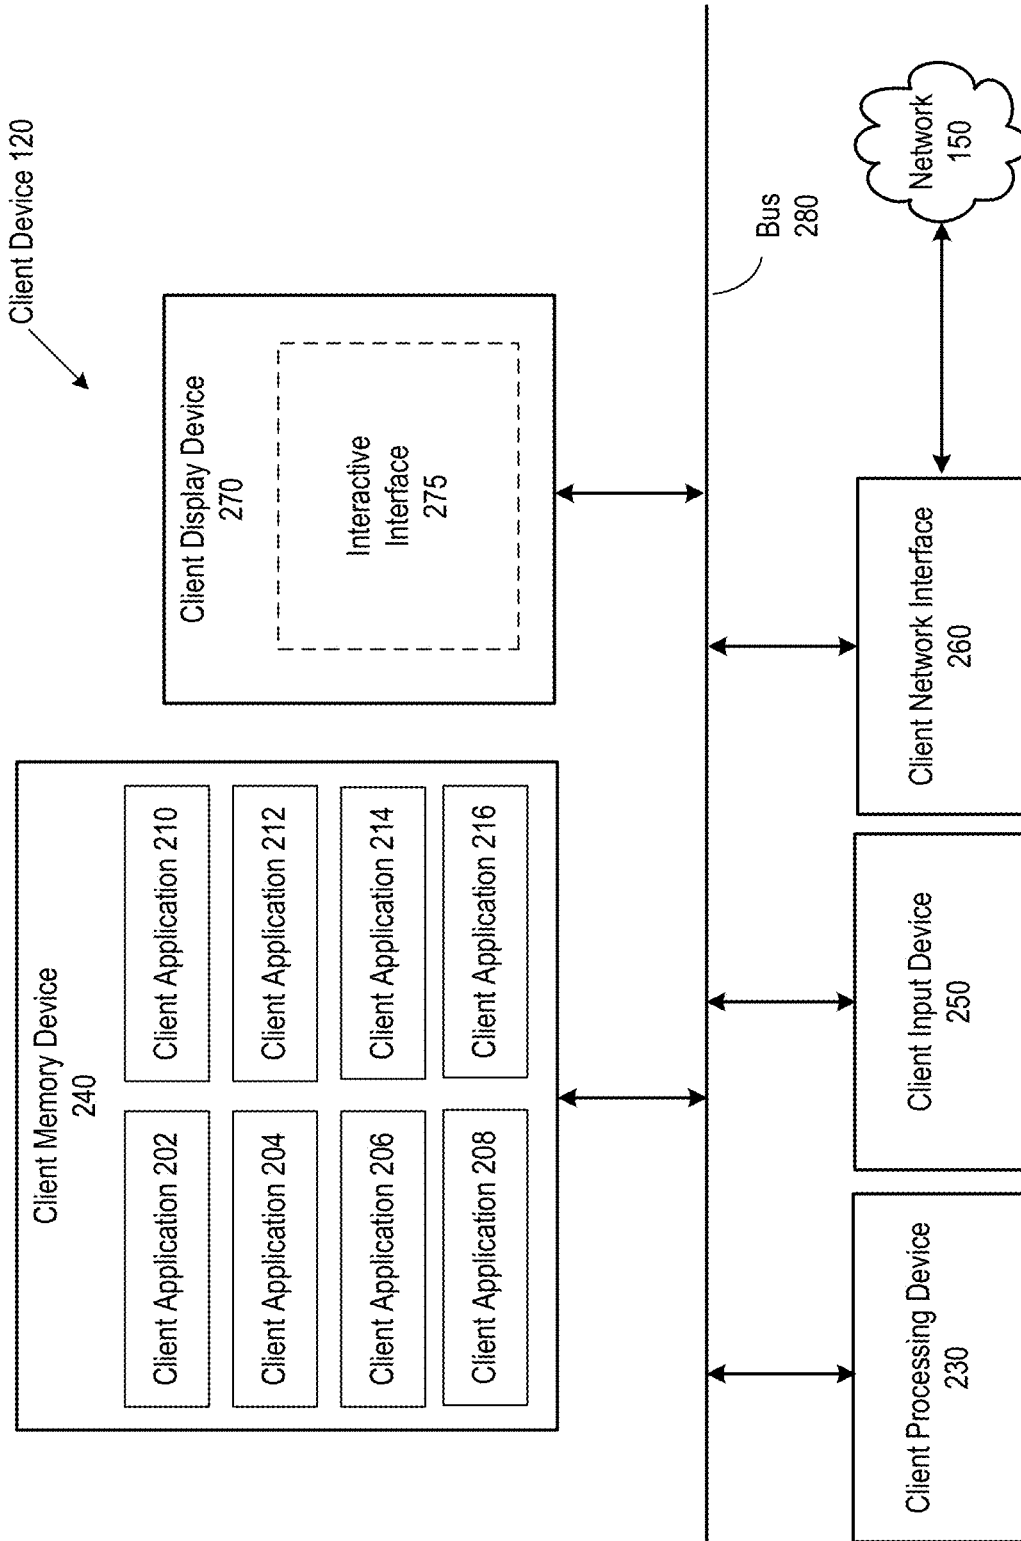 Client Device 120
Client Memory Device
240
Client Application 202
Client Application 210
Client Application 204
Client Application 212
Client Application 206
Client Application 214
Client Application 208
Client Application 216
Client Display Device
270
Interactive
Interface
275
Bus
280
Client Processing Device
230
Client Input Device
250
Client Network Interface
260
Network
150